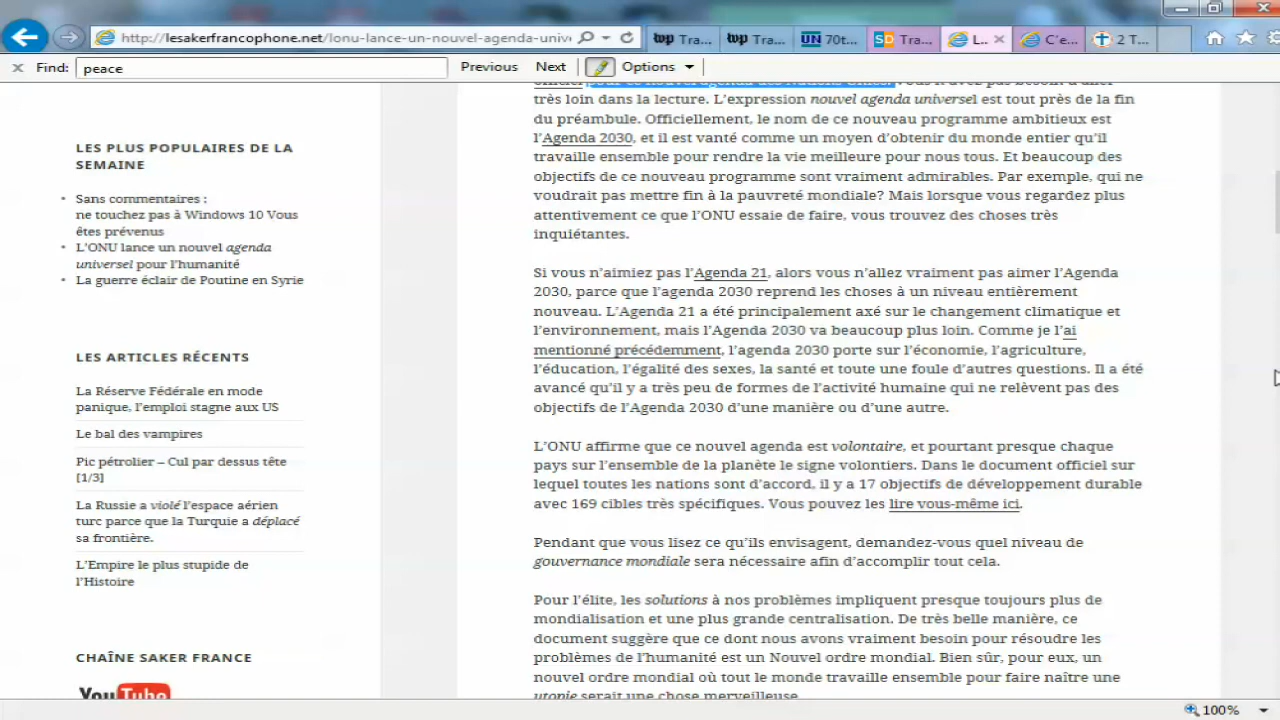 http://lesakerfrancophone.net/lonu-lance-un-nouvel-agenda-univ
Tra...
Tra...
UN 70t...
SD Tra...
L...
C'e...
2 T...
Find: peace Previous Next Options
très loin dans la lecture. L'expression nouvel agenda universel est tout près de la fin
du préambule. Officiellement, le nom de ce nouveau programme ambitieux est
l'Agenda 2030, et il est vanté comme un moyen d'obtenir du monde entier qu'il
travaille ensemble pour rendre la vie meilleure pour nous tous. Et beaucoup des
objectifs de ce nouveau programme sont vraiment admirables. Par exemple, qui ne
voudrait pas mettre fin à la pauvreté mondiale? Mais lorsque vous regardez plus
attentivement ce que l'ONU essaie de faire, vous trouvez des choses très
inquiétantes.
Si vous n'aimiez pas l'Agenda 21, alors vous n'allez vraiment pas aimer l'Agenda
2030, parce que l'agenda 2030 reprend les choses à un niveau entièrement
nouveau. L'Agenda 21 a été principalement axé sur le changement climatique et
l'environnement, mais l'Agenda 2030 va beaucoup plus loin. Comme je l'ai
mentionné précédemment, l'agenda 2030 porte sur l'économie, l'agriculture,
l'éducation, l'égalité des sexes, la santé et toute une foule d'autres questions. Il a été
avancé qu'il y a très peu de formes de l'activité humaine qui ne relèvent pas des
objectifs de l'Agenda 2030 d'une manière ou d'une autre.
L'ONU affirme que ce nouvel agenda est volontaire, et pourtant presque chaque
pays sur l'ensemble de la planète le signe volontiers. Dans le document officiel sur
lequel toutes les nations sont d'accord, il y a 17 objectifs de développement durable
avec 169 cibles très spécifiques. Vous pouvez les lire vous-même ici.
Pendant que vous lisez ce qu'ils envisagent, demandez-vous quel niveau de
gouvernance mondiale sera nécessaire afin d'accomplir tout cela.
Pour l'élite, les solutions à nos problèmes impliquent presque toujours plus de
mondialisation et une plus grande centralisation. De très belle manière, ce
document suggère que ce dont nous avons vraiment besoin pour résoudre les
problèmes de l'humanité est un Nouvel ordre mondial. Bien sûr, pour eux, un
nouvel ordre mondial où tout le monde travaille ensemble pour faire naître une
utopie serait une chose merveilleuse.
LES PLUS POPULAIRES DE LA
SEMAINE
• Sans commentaires :
ne touchez pas à Windows 10 Vous
êtes prévenus
• L'ONU lance un nouvel agenda
universel pour l'humanité
• La guerre éclair de Poutine en Syrie
LES ARTICLES RÉCENTS
La Réserve Fédérale en mode
panique, l'emploi stagne aux US
Le bal des vampires
Pic pétrolier – Cul par dessus tête
[1/3]
La Russie a violé l'espace aérien
turc parce que la Turquie a déplacé
sa frontière.
L'Empire le plus stupide de
l'Histoire
CHAÎNE SAKER FRANCE
YouTube
100%